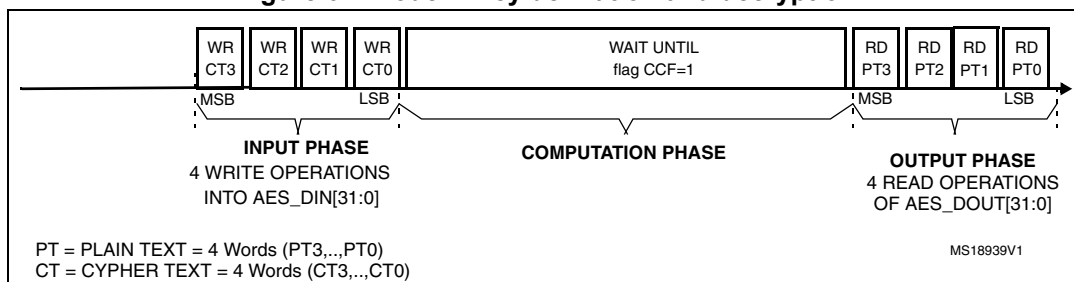 WR WR WR WR WAIT UNTIL RD RD RD RD
CT3 CT2 CT1 CT0 flag CCF=1 PT3 PT2 PT1 PT0
MSB LSB MSB LSB
INPUT PHASE COMPUTATION PHASE OUTPUT PHASE
4 WRITE OPERATIONS 4 READ OPERATIONS
INTO AES_DIN[31:0] OF AES_DOUT[31:0]
PT = PLAIN TEXT = 4 Words (PT3,..,PT0) MS18939V1
CT = CYPHER TEXT = 4 Words (CT3,..,CT0)